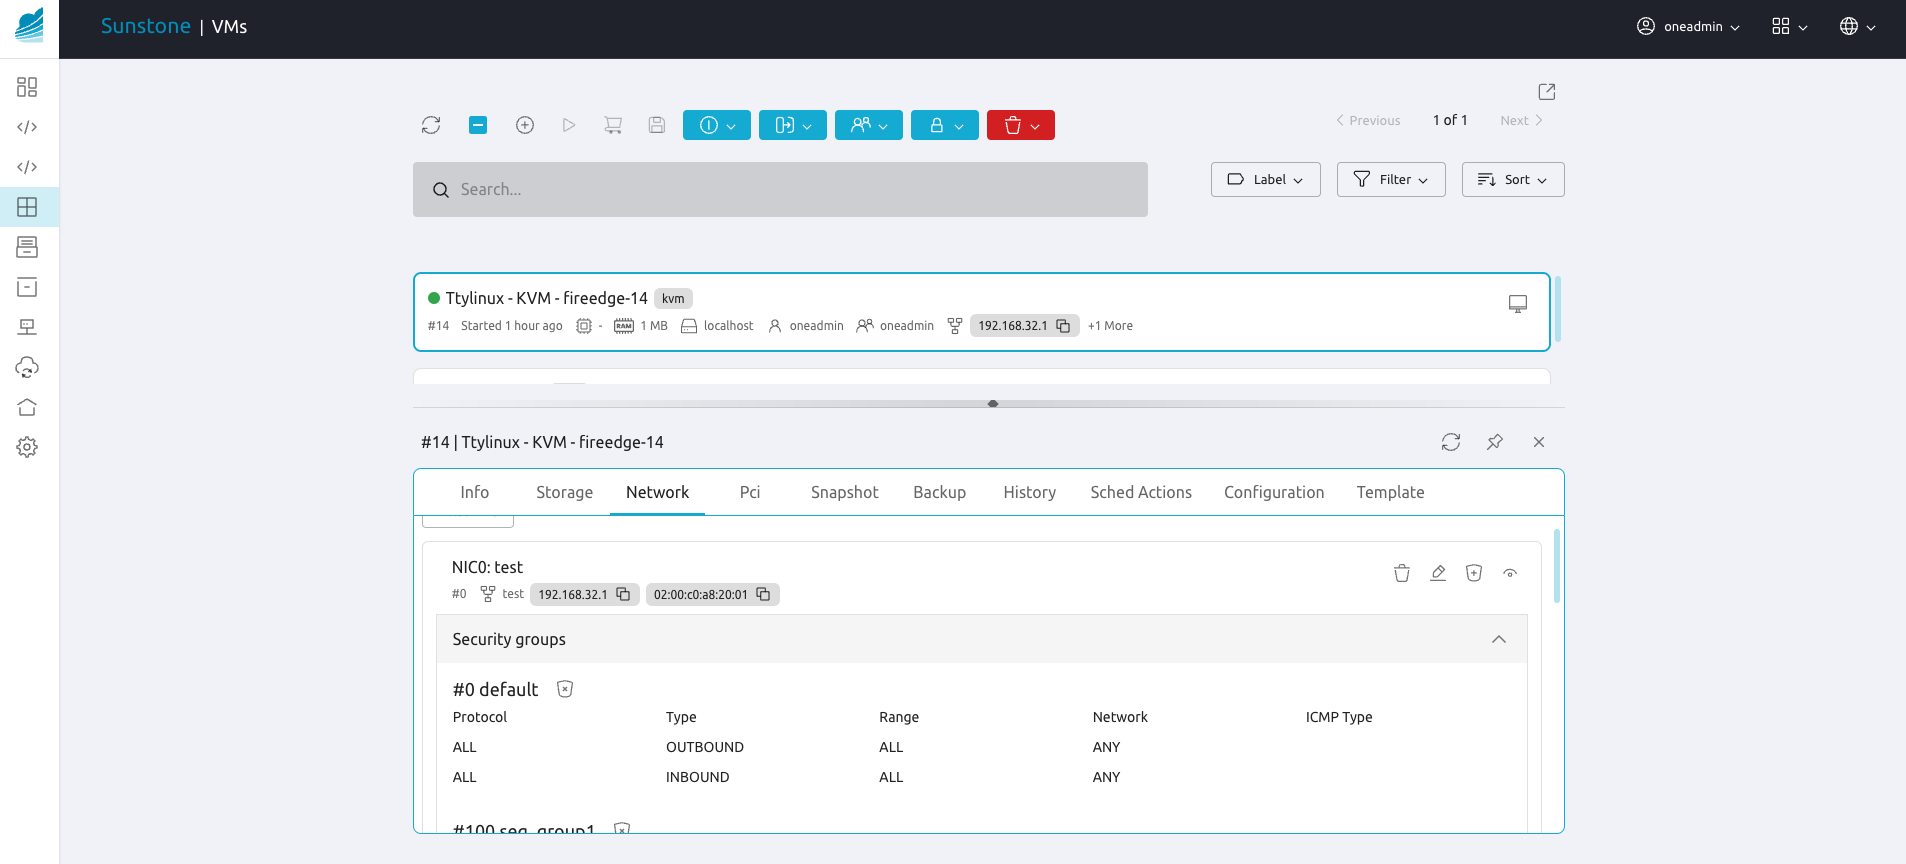 Sunstone | VMs
oneadmin
Previous 1 of 1 Next
Search...
Label Filter Sort
Ttylinux - KVM - fireedge-14 kvm
#14 Started 1 hour ago - RAM 1 MB localhost oneadmin oneadmin 192.168.32.1 +1 More
#14 | Ttylinux - KVM - fireedge-14
Info Storage Network Pci Snapshot Backup History Sched Actions Configuration Template
NIC0: test
#0 test 192.168.32.1 02:00:c0:a8:20:01
Security groups
#0 default
Protocol Type Range Network ICMP Type
ALL OUTBOUND ALL ANY
ALL INBOUND ALL ANY
#100 seg_group1